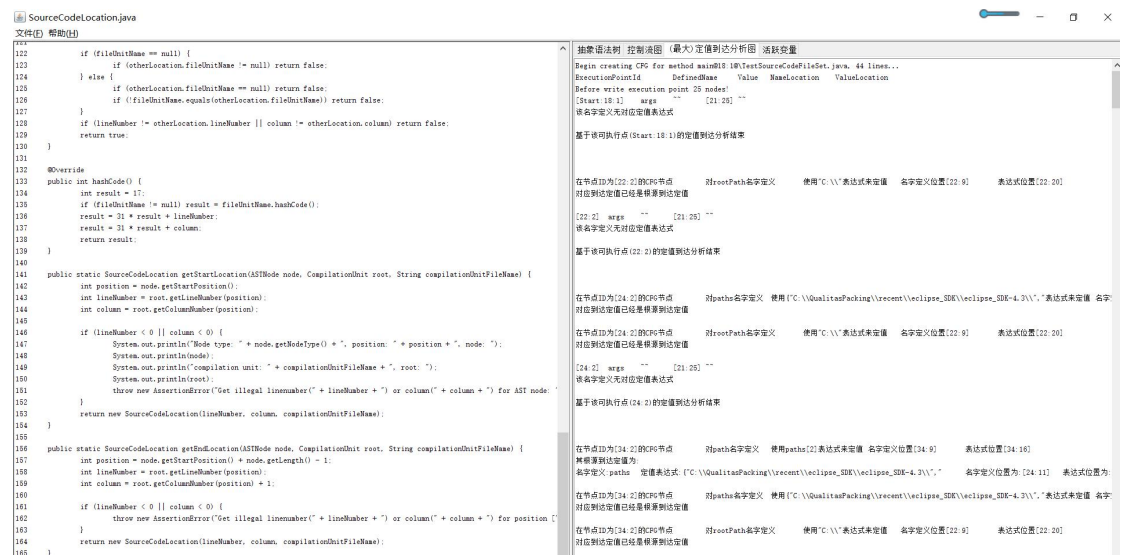 SourceCodeLocation.java
文件(F) 帮助(H)
122 if (fileUnitName == null) {
123 if (otherLocation.fileUnitName != null) return false;
124 } else {
125 if (otherLocation.fileUnitName == null) return false;
126 if (!fileUnitName.equals(otherLocation.fileUnitName)) return false;
127 }
128 if (lineNumber != otherLocation.lineNumber || column != otherLocation.column) return false;
129 return true;
130 }
131
132 @Override
133 public int hashCode() {
134 int result = 17;
135 if (fileUnitName != null) result = fileUnitName.hashCode();
136 result = 31 * result + lineNumber;
137 result = 31 * result + column;
138 return result;
139 }
140
141 public static SourceCodeLocation getStartLocation(ASTNode node, CompilationUnit root, String compilationUnitFileName) {
142 int position = node.getStartPosition();
143 int lineNumber = root.getLineNumber(position);
144 int column = root.getColumnNumber(position);
145
146 if (lineNumber < 0 || column < 0) {
147 System.out.println("Node type: " + node.getNodeType() + ", position: " + position + ", node: ");
148 System.out.println(node);
149 System.out.println("compilation unit: " + compilationUnitFileName + ", root: ");
150 System.out.println(root);
151 throw new AssertionError("Get illegal linenumber(" + lineNumber + ") or column(" + column + ") for AST node: "
152 }
153 return new SourceCodeLocation(lineNumber, column, compilationUnitFileName);
154 }
155
156 public static SourceCodeLocation getEndLocation(ASTNode node, CompilationUnit root, String compilationUnitFileName) {
157 int position = node.getStartPosition() + node.getLength() - 1;
158 int lineNumber = root.getLineNumber(position);
159 int column = root.getColumnNumber(position) + 1;
160
161 if (lineNumber < 0 || column < 0) {
162 throw new AssertionError("Get illegal linenumber(" + lineNumber + ") or column(" + column + ") for position [
163 }
164 return new SourceCodeLocation(lineNumber, column, compilationUnitFileName);
165 }
抽象语法树 控制流图 (最大)定值到达分析图 活跃变量
Begin creating CFG for method main@18:1@\TestSourceCodeFileSet.java, 44 lines...
ExecutionPointId DefinedName Value NameLocation ValueLocation
Before write execution point 25 nodes!
[Start:18:1] args ~~ [21:25] ~~
该名字定义无对应定值表达式
基于该可执行点(Start:18:1)的定值到达分析结束
在节点ID为[22:2]的CFG节点 对rootPath名字定义 使用"C:\\"表达式来定值 名字定义位置[22:9] 表达式位置[22:20]
对应到达定值已经是根源到达定值
[22:2] args ~~ [21:25] ~~
该名字定义无对应定值表达式
基于该可执行点(22:2)的定值到达分析结束
在节点ID为[24:2]的CFG节点 对paths名字定义 使用{"C:\\QualitasPacking\\recent\\eclipse_SDK\\eclipse_SDK-4.3\\","表达式来定值 名字
对应到达定值已经是根源到达定值
在节点ID为[24:2]的CFG节点 对rootPath名字定义 使用"C:\\"表达式来定值 名字定义位置[22:9] 表达式位置[22:20]
对应到达定值已经是根源到达定值
[24:2] args ~~ [21:25] ~~
该名字定义无对应定值表达式
基于该可执行点(24:2)的定值到达分析结束
在节点ID为[34:2]的CFG节点 对path名字定义 使用paths[2]表达式来定值 名字定义位置[34:9] 表达式位置[34:16]
其根源到达定值为:
名字定义:paths 定值表达式:{"C:\\QualitasPacking\\recent\\eclipse_SDK\\eclipse_SDK-4.3\\"," 名字定义位置为:[24:11] 表达式位置为:
在节点ID为[34:2]的CFG节点 对paths名字定义 使用{"C:\\QualitasPacking\\recent\\eclipse_SDK\\eclipse_SDK-4.3\\","表达式来定值 名字
对应到达定值已经是根源到达定值
在节点ID为[34:2]的CFG节点 对rootPath名字定义 使用"C:\\"表达式来定值 名字定义位置[22:9] 表达式位置[22:20]
对应到达定值已经是根源到达定值